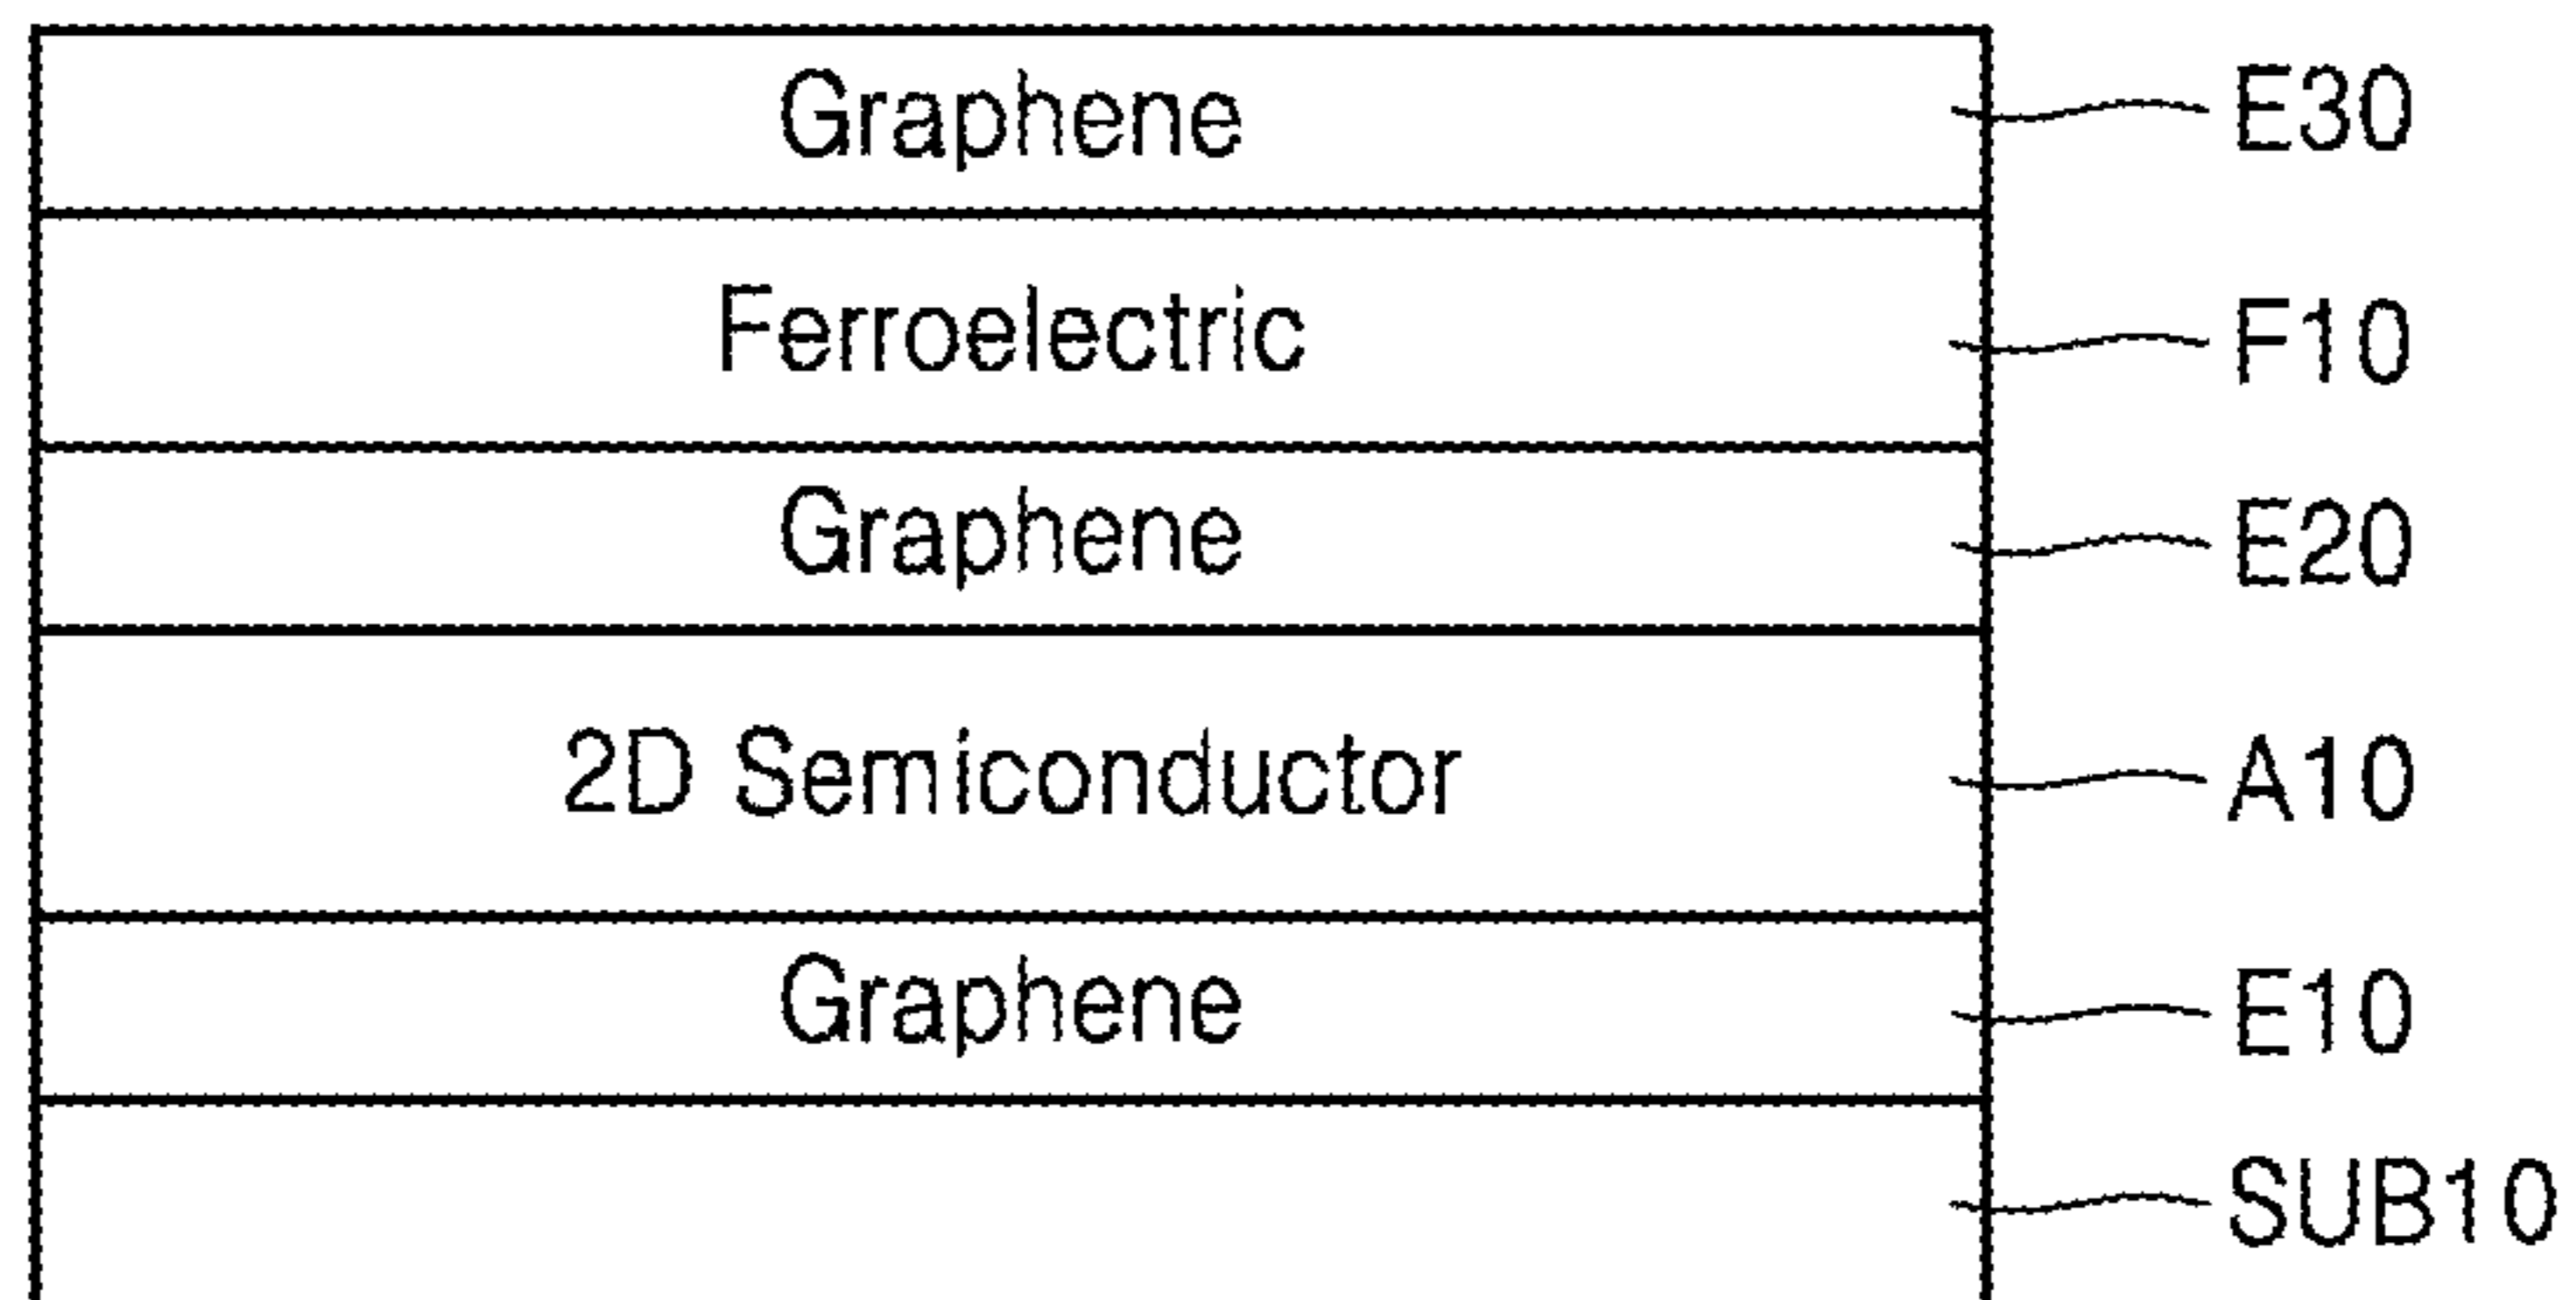 Graphene E30
Ferroelectric F10
Graphene E20
2D Semiconductor A10
Graphene E10
SUB10